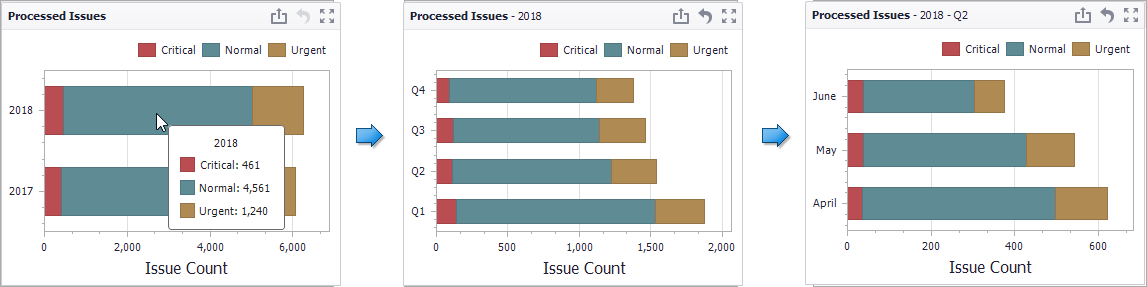 Processed Issues
Critical Normal Urgent
2018
2017
2018
Critical: 461
Normal: 4,561
Urgent: 1,240
0 2,000 4,000 6,000
Issue Count
Processed Issues - 2018
Critical Normal Urgent
Q4
Q3
Q2
Q1
0 500 1,000 1,500 2,000
Issue Count
Processed Issues - 2018 - Q2
Critical Normal Urgent
June
May
April
0 200 400 600
Issue Count